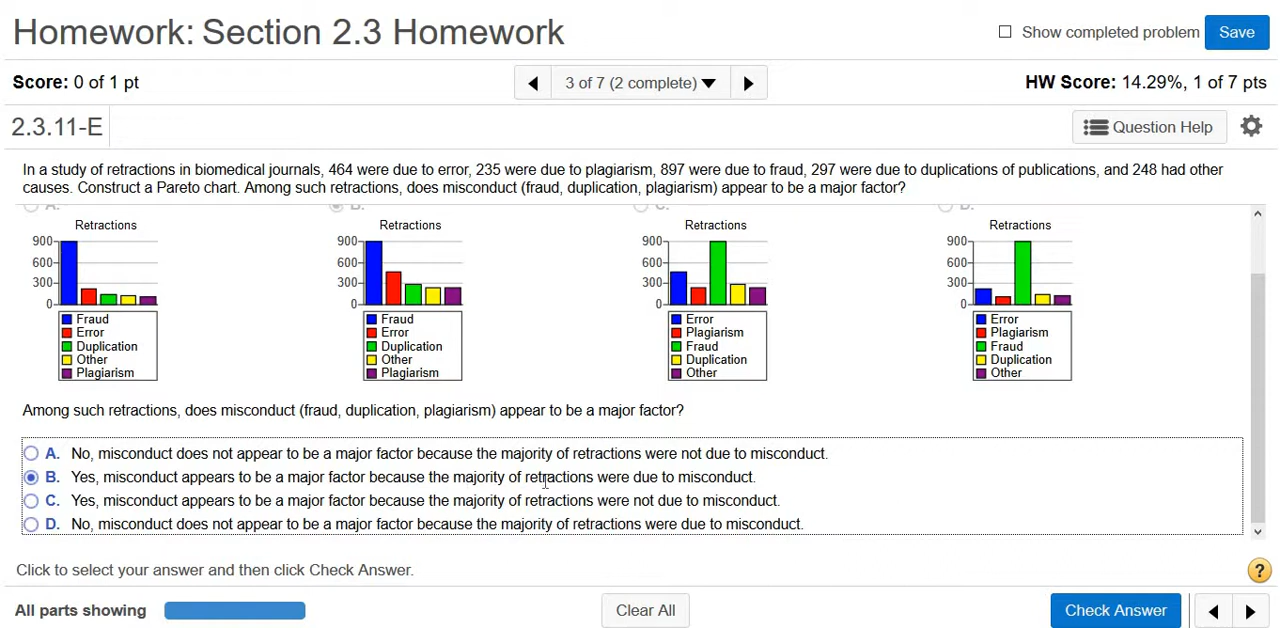 Homework: Section 2.3 Homework
Show completed problem
Save
Score: 0 of 1 pt
3 of 7 (2 complete)
HW Score: 14.29%, 1 of 7 pts
2.3.11-E
Question Help
In a study of retractions in biomedical journals, 464 were due to error, 235 were due to plagiarism, 897 were due to fraud, 297 were due to duplications of publications, and 248 had other
causes. Construct a Pareto chart. Among such retractions, does misconduct (fraud, duplication, plagiarism) appear to be a major factor?
A. B. C. D.
Retractions Retractions Retractions Retractions
900 900 900 900
600 600 600 600
300 300 300 300
0 0 0 0
Fraud Fraud Error Error
Error Error Plagiarism Plagiarism
Duplication Duplication Fraud Fraud
Other Other Duplication Duplication
Plagiarism Plagiarism Other Other
Among such retractions, does misconduct (fraud, duplication, plagiarism) appear to be a major factor?
A. No, misconduct does not appear to be a major factor because the majority of retractions were not due to misconduct.
B. Yes, misconduct appears to be a major factor because the majority of retractions were due to misconduct.
C. Yes, misconduct appears to be a major factor because the majority of retractions were not due to misconduct.
D. No, misconduct does not appear to be a major factor because the majority of retractions were due to misconduct.
Click to select your answer and then click Check Answer.
?
All parts showing
Clear All
Check Answer